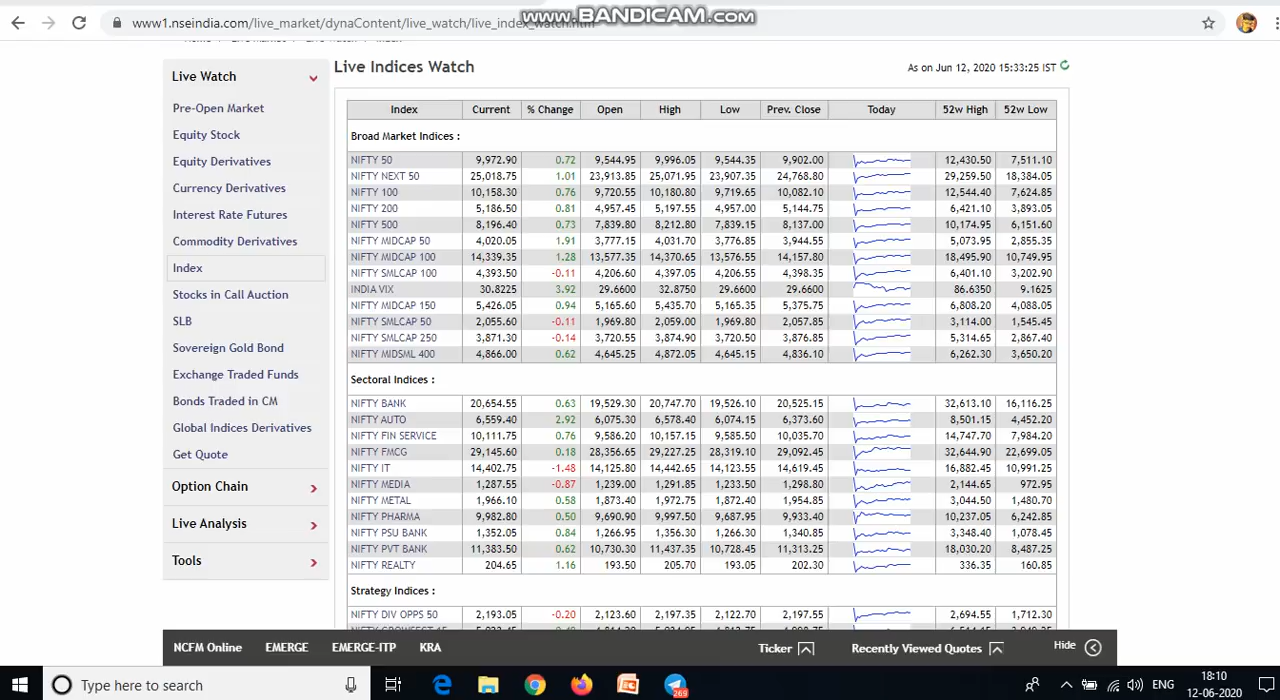 www.BANDICAM.com
www1.nseindia.com/live_market/dynaContent/live_watch/live_index_watch.htm
Live Watch
Pre-Open Market
Equity Stock
Equity Derivatives
Currency Derivatives
Interest Rate Futures
Commodity Derivatives
Index
Stocks in Call Auction
SLB
Sovereign Gold Bond
Exchange Traded Funds
Bonds Traded in CM
Global Indices Derivatives
Get Quote
Option Chain
Live Analysis
Tools
Live Indices Watch
As on Jun 12, 2020 15:33:25 IST
Index Current % Change Open High Low Prev. Close Today 52w High 52w Low
Broad Market Indices :
NIFTY 50 9,972.90 0.72 9,544.95 9,996.05 9,544.35 9,902.00 12,430.50 7,511.10
NIFTY NEXT 50 25,018.75 1.01 23,913.85 25,071.95 23,907.35 24,768.80 29,259.50 18,384.05
NIFTY 100 10,158.30 0.76 9,720.55 10,180.80 9,719.65 10,082.10 12,544.40 7,624.85
NIFTY 200 5,186.50 0.81 4,957.45 5,197.55 4,957.00 5,144.75 6,421.10 3,893.05
NIFTY 500 8,196.40 0.73 7,839.80 8,212.80 7,839.15 8,137.00 10,174.95 6,151.60
NIFTY MIDCAP 50 4,020.05 1.91 3,777.15 4,031.70 3,776.85 3,944.55 5,073.95 2,855.35
NIFTY MIDCAP 100 14,339.35 1.28 13,577.35 14,370.65 13,576.55 14,157.80 18,495.90 10,749.95
NIFTY SMLCAP 100 4,393.50 -0.11 4,206.60 4,397.05 4,206.55 4,398.35 6,401.10 3,202.90
INDIA VIX 30.8225 3.92 29.6600 32.8750 29.6600 29.6600 86.6350 9.1625
NIFTY MIDCAP 150 5,426.05 0.94 5,165.60 5,435.70 5,165.35 5,375.75 6,808.20 4,088.05
NIFTY SMLCAP 50 2,055.60 -0.11 1,969.80 2,059.00 1,969.80 2,057.85 3,114.00 1,545.45
NIFTY SMLCAP 250 3,871.30 -0.14 3,720.55 3,874.90 3,720.50 3,876.85 5,314.65 2,867.40
NIFTY MIDSML 400 4,866.00 0.62 4,645.25 4,872.05 4,645.15 4,836.10 6,262.30 3,650.20
Sectoral Indices :
NIFTY BANK 20,654.55 0.63 19,529.30 20,747.70 19,526.10 20,525.15 32,613.10 16,116.25
NIFTY AUTO 6,559.40 2.92 6,075.30 6,578.40 6,074.15 6,373.60 8,501.15 4,452.20
NIFTY FIN SERVICE 10,111.75 0.76 9,586.20 10,157.15 9,585.50 10,035.70 14,747.70 7,984.20
NIFTY FMCG 29,145.60 0.18 28,356.65 29,227.25 28,319.10 29,092.45 32,644.90 22,699.05
NIFTY IT 14,402.75 -1.48 14,125.80 14,442.65 14,123.55 14,619.45 16,882.45 10,991.25
NIFTY MEDIA 1,287.55 -0.87 1,239.00 1,291.85 1,233.50 1,298.80 2,144.65 972.95
NIFTY METAL 1,966.10 0.58 1,873.40 1,972.75 1,872.40 1,954.85 3,044.50 1,480.70
NIFTY PHARMA 9,982.80 0.50 9,690.90 9,997.50 9,687.95 9,933.40 10,237.05 6,242.85
NIFTY PSU BANK 1,352.05 0.84 1,266.95 1,356.30 1,266.30 1,340.85 3,348.40 1,078.45
NIFTY PVT BANK 11,383.50 0.62 10,730.30 11,437.35 10,728.45 11,313.25 18,030.20 8,487.25
NIFTY REALTY 204.65 1.16 193.50 205.70 193.05 202.30 336.35 160.85
Strategy Indices :
NIFTY DIV OPPS 50 2,193.05 -0.20 2,123.60 2,197.35 2,122.70 2,197.55 2,694.55 1,712.30
NCFM Online EMERGE EMERGE-ITP KRA Ticker Recently Viewed Quotes Hide
Type here to search
269
ENG
18:10
12-06-2020